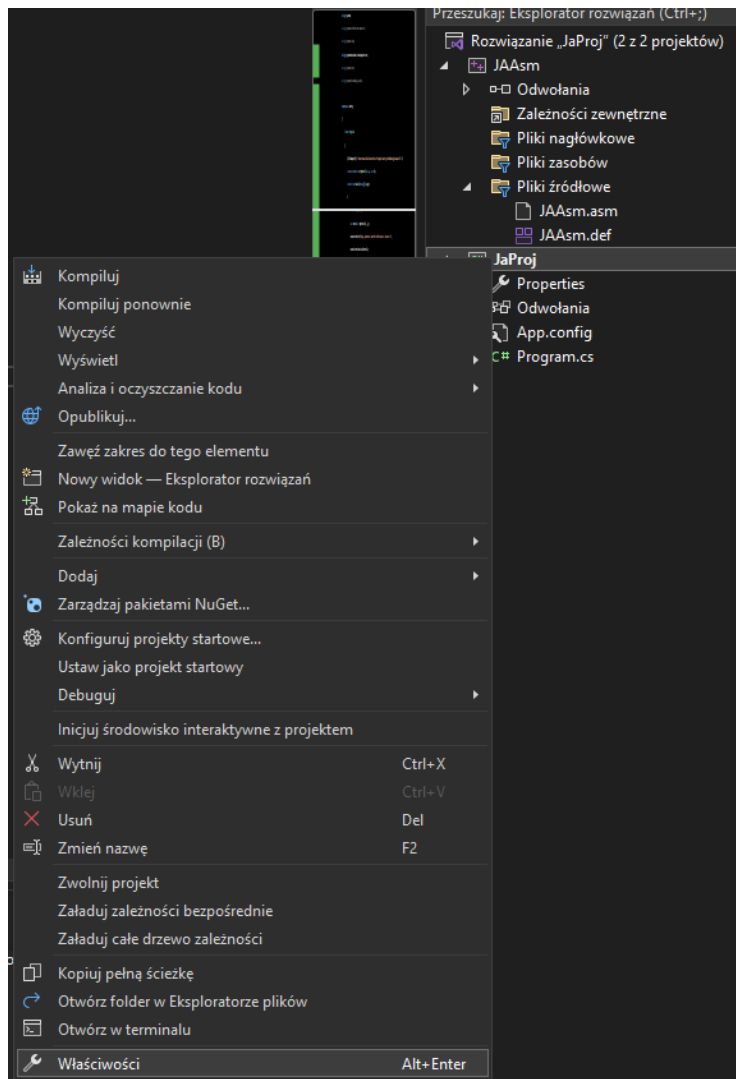 Przeszukaj: Eksplorator rozwiązań (Ctrl+;)
Rozwiązanie „JaProj" (2 z 2 projektów)
JAAsm
Odwołania
Zależności zewnętrzne
Pliki nagłówkowe
Pliki zasobów
Pliki źródłowe
JAAsm.asm
JAAsm.def
JaProj
Properties
Odwołania
App.config
C# Program.cs
Kompiluj
Kompiluj ponownie
Wyczyść
Wyświetl
Analiza i oczyszczanie kodu
Opublikuj...
Zawęź zakres do tego elementu
Nowy widok — Eksplorator rozwiązań
Pokaż na mapie kodu
Zależności kompilacji (B)
Dodaj
Zarządzaj pakietami NuGet...
Konfiguruj projekty startowe...
Ustaw jako projekt startowy
Debuguj
Inicjuj środowisko interaktywne z projektem
Wytnij Ctrl+X
Wklej Ctrl+V
Usuń Del
Zmień nazwę F2
Zwolnij projekt
Załaduj zależności bezpośrednie
Załaduj całe drzewo zależności
Kopiuj pełną ścieżkę
Otwórz folder w Eksploratorze plików
Otwórz w terminalu
Właściwości Alt+Enter